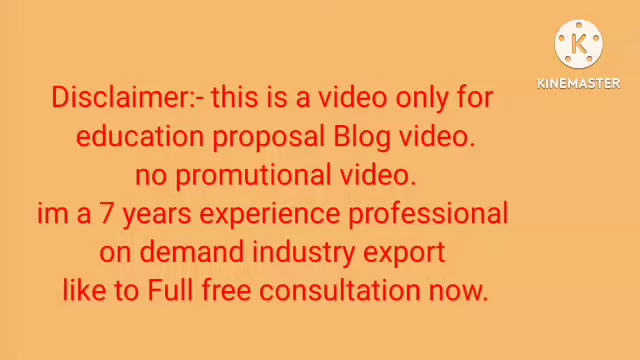 K
KINEMASTER
Disclaimer:- this is a video only for
education proposal Blog video.
no promutional video.
im a 7 years experience professional
on demand industry export
like to Full free consultation now.